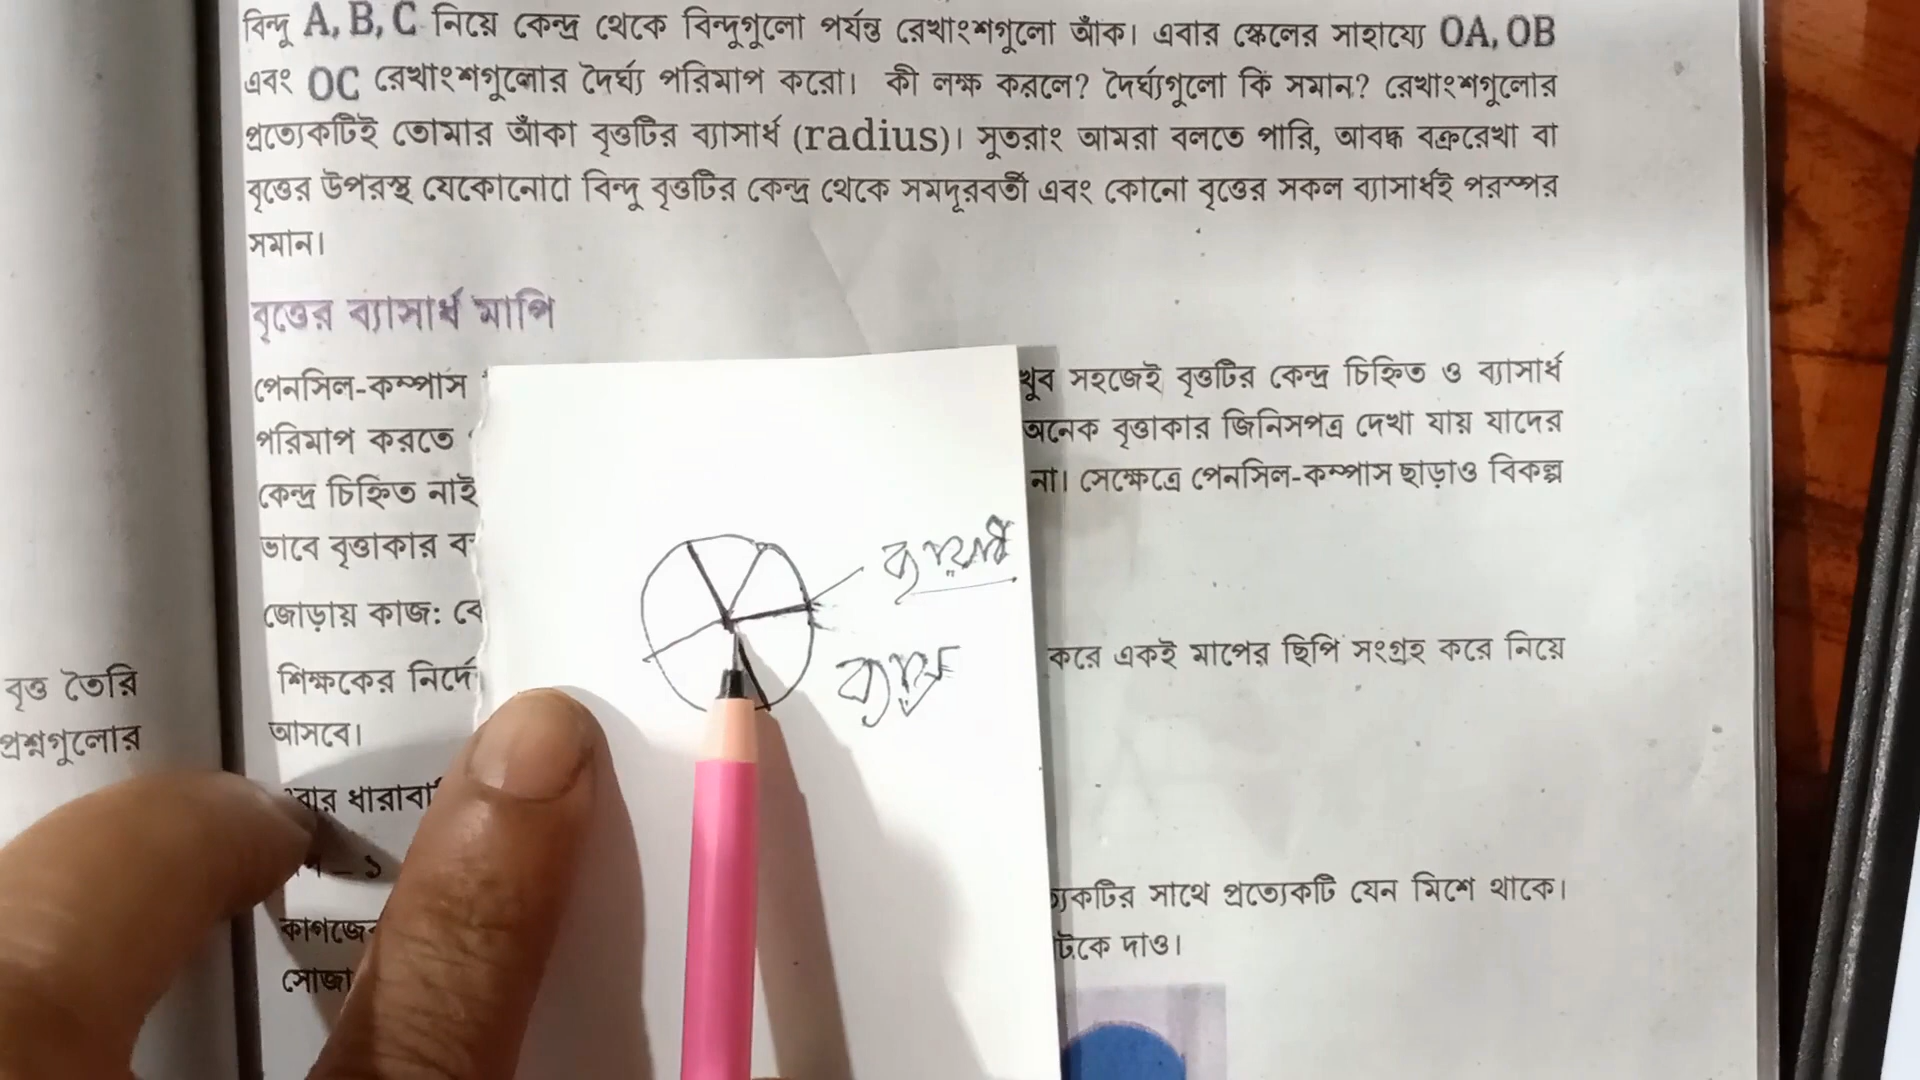 বিন্দু A, B, C নিয়ে কেন্দ্র থেকে বিন্দুগুলো পর্যন্ত রেখাংশগুলো আঁক। এবার স্কেলের সাহায্যে OA, OB
এবং OC রেখাংশগুলোর দৈর্ঘ্য পরিমাপ করো। কী লক্ষ করলে? দৈর্ঘ্যগুলো কি সমান? রেখাংশগুলোর
প্রত্যেকটিই তোমার আঁকা বৃত্তটির ব্যাসার্ধ (radius)। সুতরাং আমরা বলতে পারি, আবদ্ধ বক্ররেখা বা
বৃত্তের উপরস্থ যেকোনোটো বিন্দু বৃত্তটির কেন্দ্র থেকে সমদূরবর্তী এবং কোনো বৃত্তের সকল ব্যাসার্ধই পরস্পর
সমান।
বৃত্তের ব্যাসার্ধ মাপি
পেনসিল-কম্পাস খুব সহজেই বৃত্তটির কেন্দ্র চিহ্নিত ও ব্যাসার্ধ
পরিমাপ করতে অনেক বৃত্তাকার জিনিসপত্র দেখা যায় যাদের
কেন্দ্র চিহ্নিত নাই না। সেক্ষেত্রে পেনসিল-কম্পাস ছাড়াও বিকল্প
ভাবে বৃত্তাকার
জোড়ায় কাজ:
শিক্ষকের করে একই মাপের ছিপি সংগ্রহ করে নিয়ে
আসবে।
সাথে প্রত্যেকটি যেন মিশে থাকে।
দাও।
সোজা
বৃত্ত তৈরি
প্রশ্নগুলোর
ব্যাস